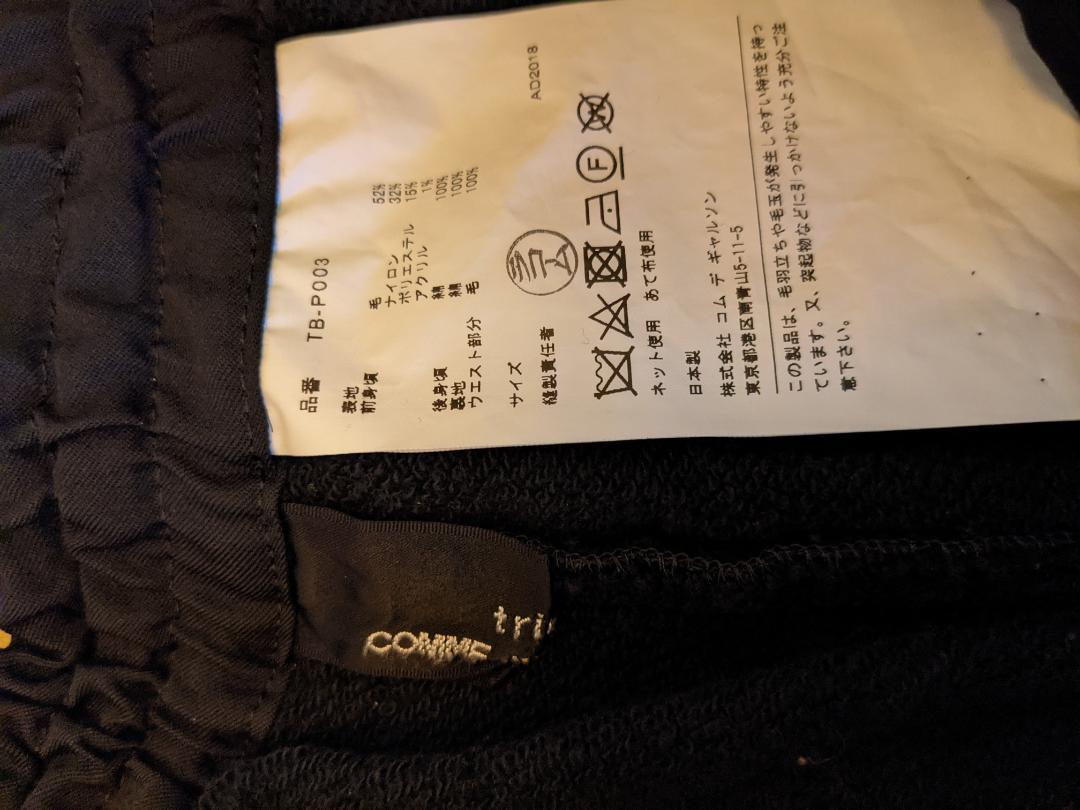 品番 TB-P003
表地
前身頃 毛 52%
ナイロン 32%
ポリエステル 15%
アクリル 1%
後身頃 綿 100%
裏地 綿 100%
ウエスト部分 毛 100%
AD2018
サイズ
縫製責任者 コム
F
ネット使用 あて布使用
日本製
株式会社 コム デ ギャルソン
東京都港区南青山5-11-5
この製品は、毛羽立ちや毛玉が発生しやすい特性を持っ
ています。又、突起物などに引っかけないよう充分ご注
意下さい。
tri
COMME